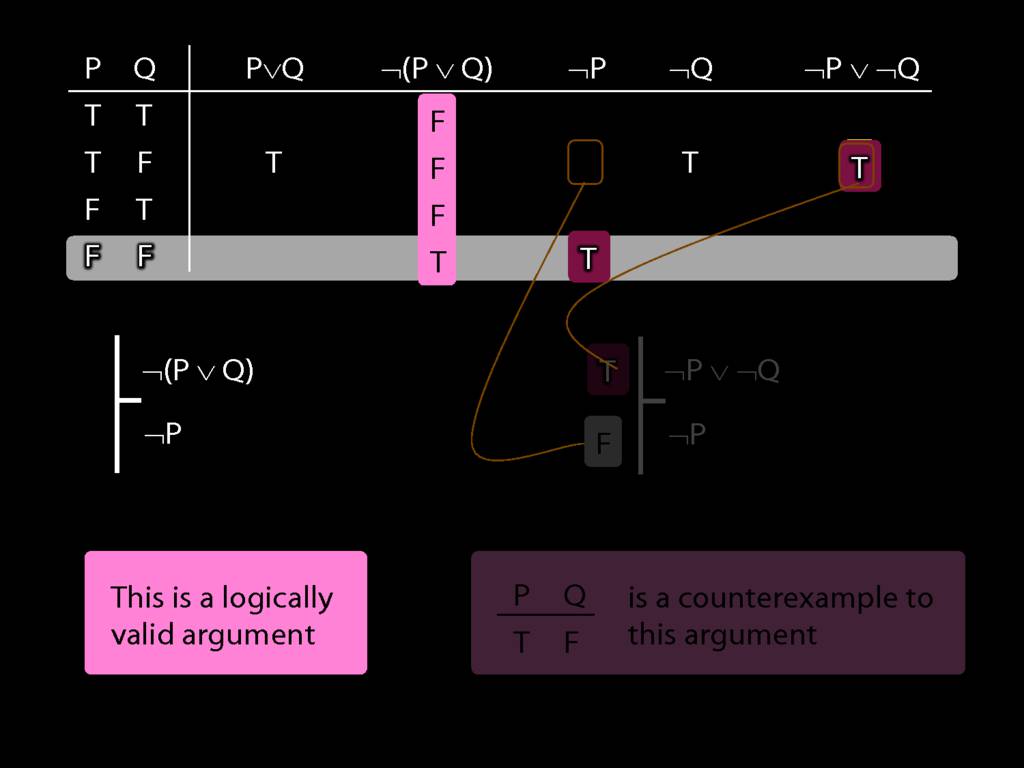 P Q P∨Q ¬(P ∨ Q) ¬P ¬Q ¬P ∨ ¬Q
T T F
T F T F T T
F T F
F F T T
¬(P ∨ Q)
¬P
T ¬P ∨ ¬Q
F ¬P
This is a logically
valid argument
P Q
T F
is a counterexample to
this argument